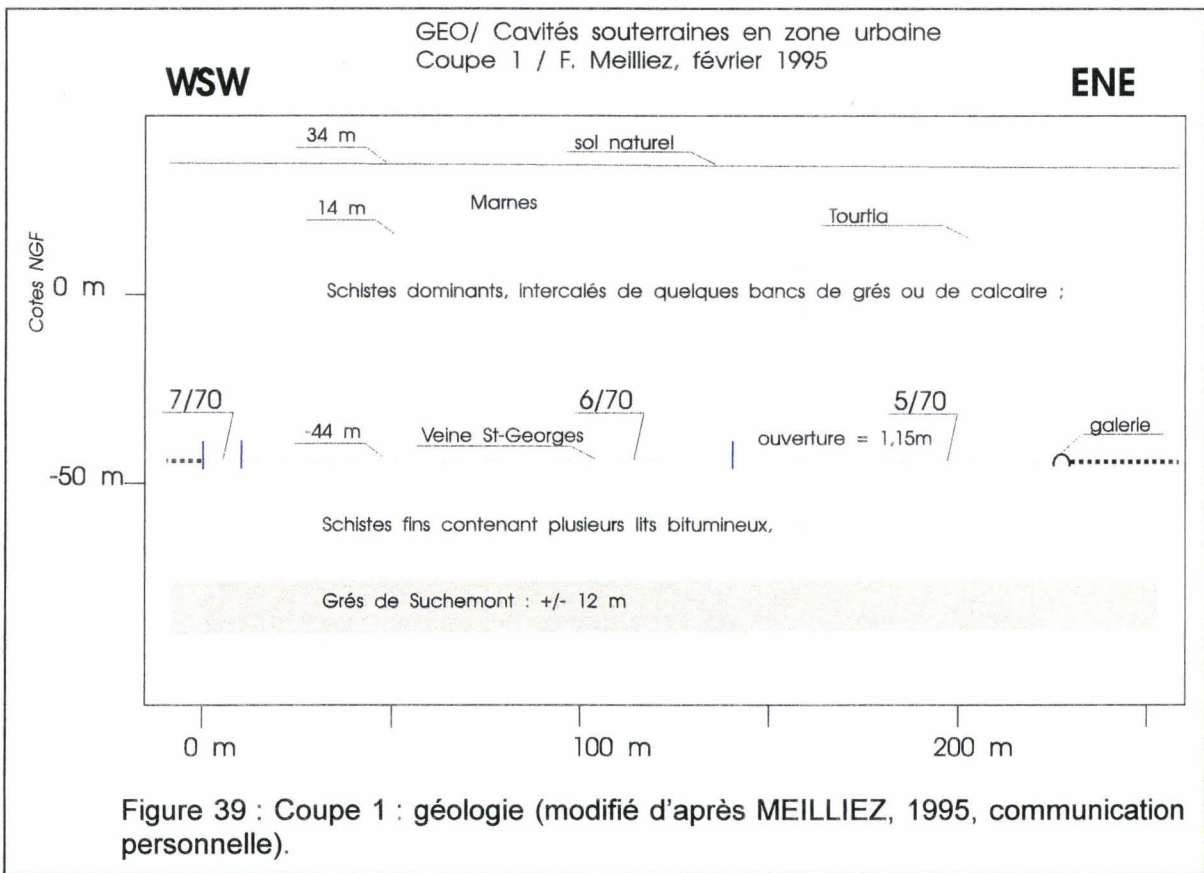 GEO/ Cavités souterraines en zone urbaine
Coupe 1 / F. Meilliez, février 1995
WSW
ENE
34 m
sol naturel
14 m
Marnes
Tourtia
Cotes NGF
0 m
Schistes dominants, intercalés de quelques bancs de grés ou de calcaire ;
7/70
6/70
5/70
-44 m
Veine St-Georges
ouverture = 1,15m
galerie
-50 m
Schistes fins contenant plusieurs lits bitumineux,
Grés de Suchemont : +/- 12 m
0 m
100 m
200 m
Figure 39 : Coupe 1 : géologie (modifié d'après MEILLIEZ, 1995, communication
personnelle).